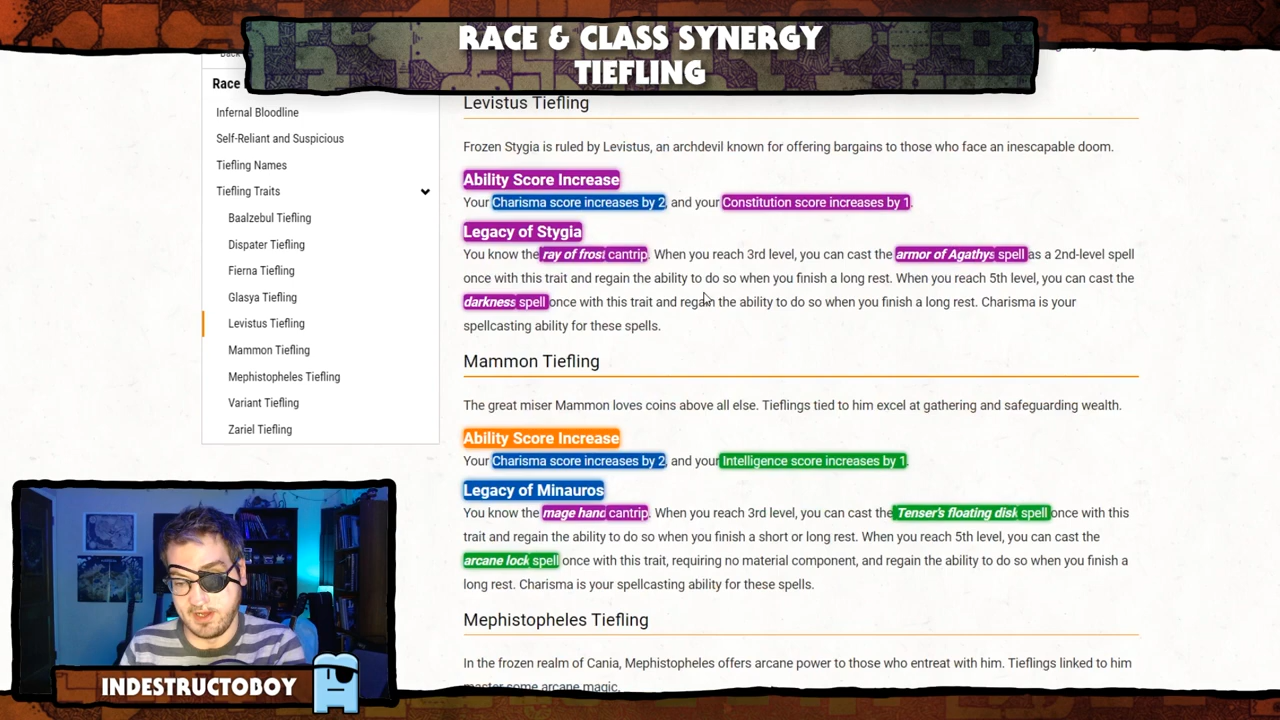 RACE & CLASS SYNERGY
TIEFLING
Race
Infernal Bloodline
Self-Reliant and Suspicious
Tiefling Names
Tiefling Traits
Baalzebul Tiefling
Dispater Tiefling
Fierna Tiefling
Glasya Tiefling
Levistus Tiefling
Mammon Tiefling
Mephistopheles Tiefling
Variant Tiefling
Zariel Tiefling
Levistus Tiefling
Frozen Stygia is ruled by Levistus, an archdevil known for offering bargains to those who face an inescapable doom.
Ability Score Increase
Your Charisma score increases by 2, and your Constitution score increases by 1.
Legacy of Stygia
You know the ray of frost cantrip. When you reach 3rd level, you can cast the armor of Agathys spell as a 2nd-level spell
once with this trait and regain the ability to do so when you finish a long rest. When you reach 5th level, you can cast the
darkness spell once with this trait and regain the ability to do so when you finish a long rest. Charisma is your
spellcasting ability for these spells.
Mammon Tiefling
The great miser Mammon loves coins above all else. Tieflings tied to him excel at gathering and safeguarding wealth.
Ability Score Increase
Your Charisma score increases by 2, and your Intelligence score increases by 1.
Legacy of Minauros
You know the mage hand cantrip. When you reach 3rd level, you can cast the Tenser's floating disk spell once with this
trait and regain the ability to do so when you finish a short or long rest. When you reach 5th level, you can cast the
arcane lock spell once with this trait, requiring no material component, and regain the ability to do so when you finish a
long rest. Charisma is your spellcasting ability for these spells.
Mephistopheles Tiefling
In the frozen realm of Cania, Mephistopheles offers arcane power to those who entreat with him. Tieflings linked to him
master some arcane magic.
INDESTRUCTOBOY